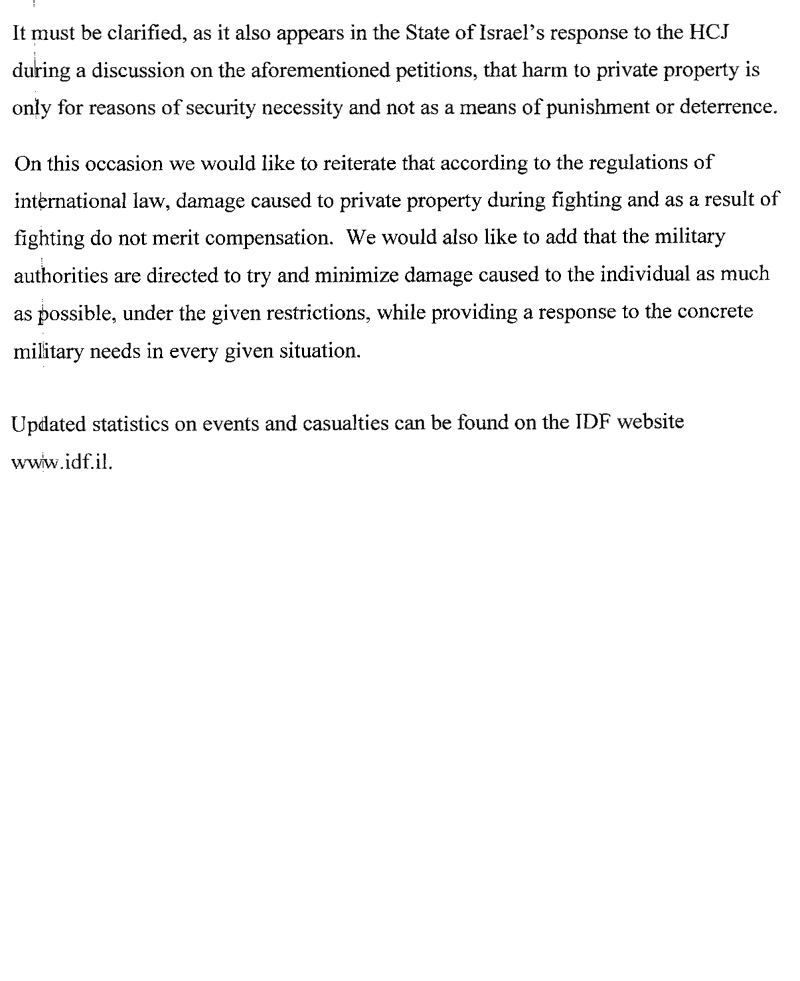 It must be clarified, as it also appears in the State of Israel's response to the HCJ
during a discussion on the aforementioned petitions, that harm to private property is
only for reasons of security necessity and not as a means of punishment or deterrence.
On this occasion we would like to reiterate that according to the regulations of
international law, damage caused to private property during fighting and as a result of
fighting do not merit compensation.  We would also like to add that the military
authorities are directed to try and minimize damage caused to the individual as much
as possible, under the given restrictions, while providing a response to the concrete
military needs in every given situation.
Updated statistics on events and casualties can be found on the IDF website
www.idf.il.